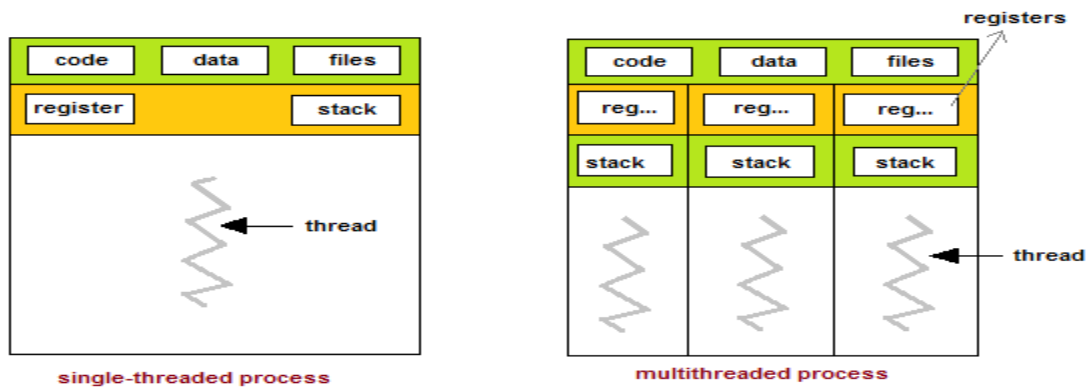 registers
code data files
register stack
thread
single-threaded process
code data files
reg... reg... reg...
stack stack stack
thread
multithreaded process